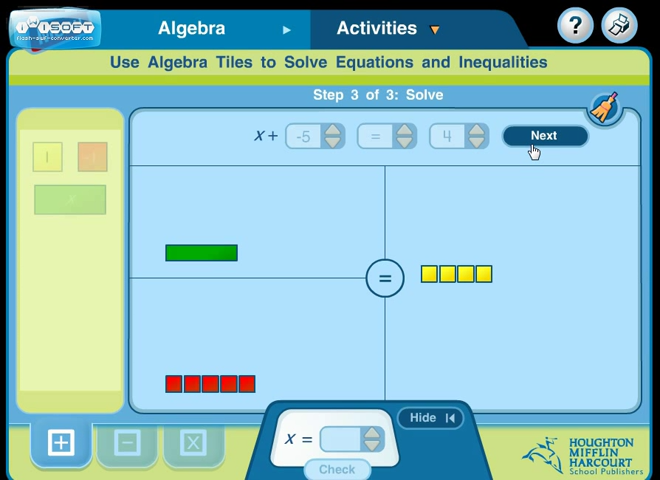 Algebra
Activities
?
Use Algebra Tiles to Solve Equations and Inequalities
Step 3 of 3: Solve
x + -5 = 4 Next
1
=
Hide
x =
Check
HOUGHTON
MIFFLIN
HARCOURT
School Publishers